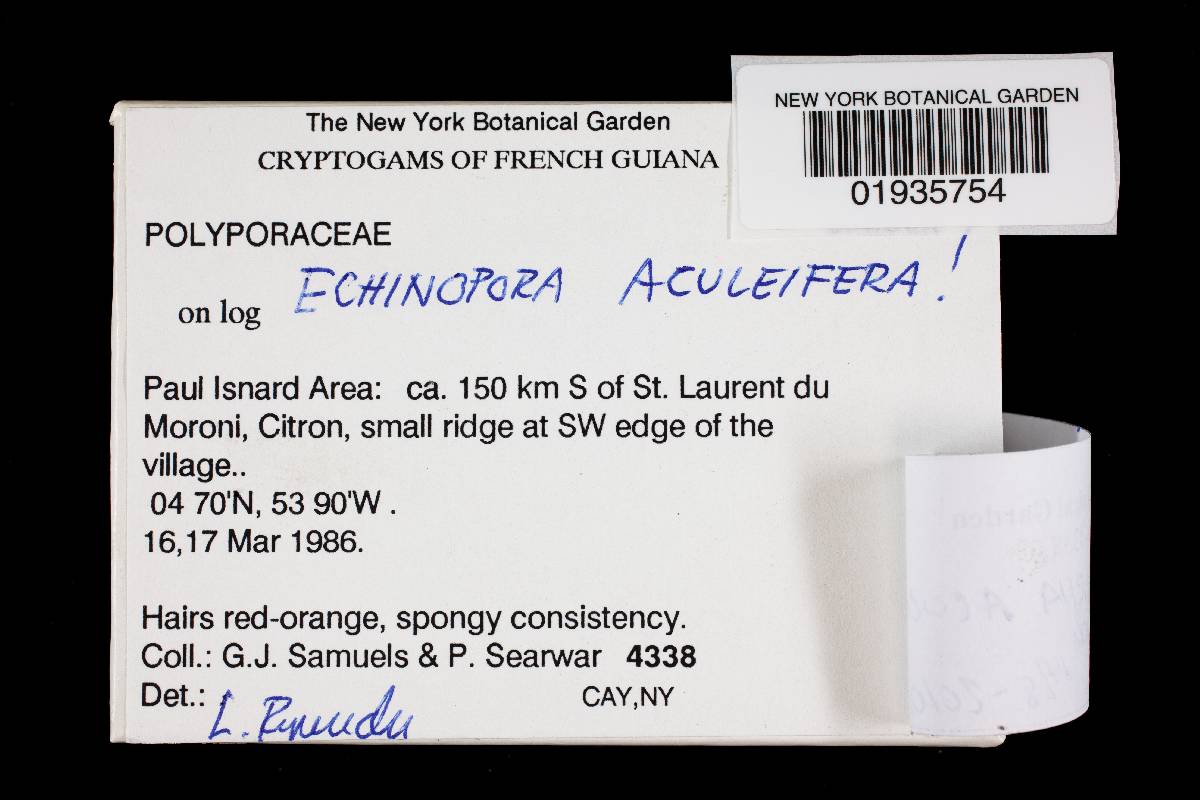 NEW YORK BOTANICAL GARDEN
01935754
The New York Botanical Garden
CRYPTOGAMS OF FRENCH GUIANA
POLYPORACEAE
ECHINOPORA ACULEIFERA!
on log
Paul Isnard Area: ca. 150 km S of St. Laurent du
Moroni, Citron, small ridge at SW edge of the
village..
04 70'N, 53 90'W .
16,17 Mar 1986.
Hairs red-orange, spongy consistency.
Coll.: G.J. Samuels & P. Searwar 4338
Det.: L.
CAY,NY